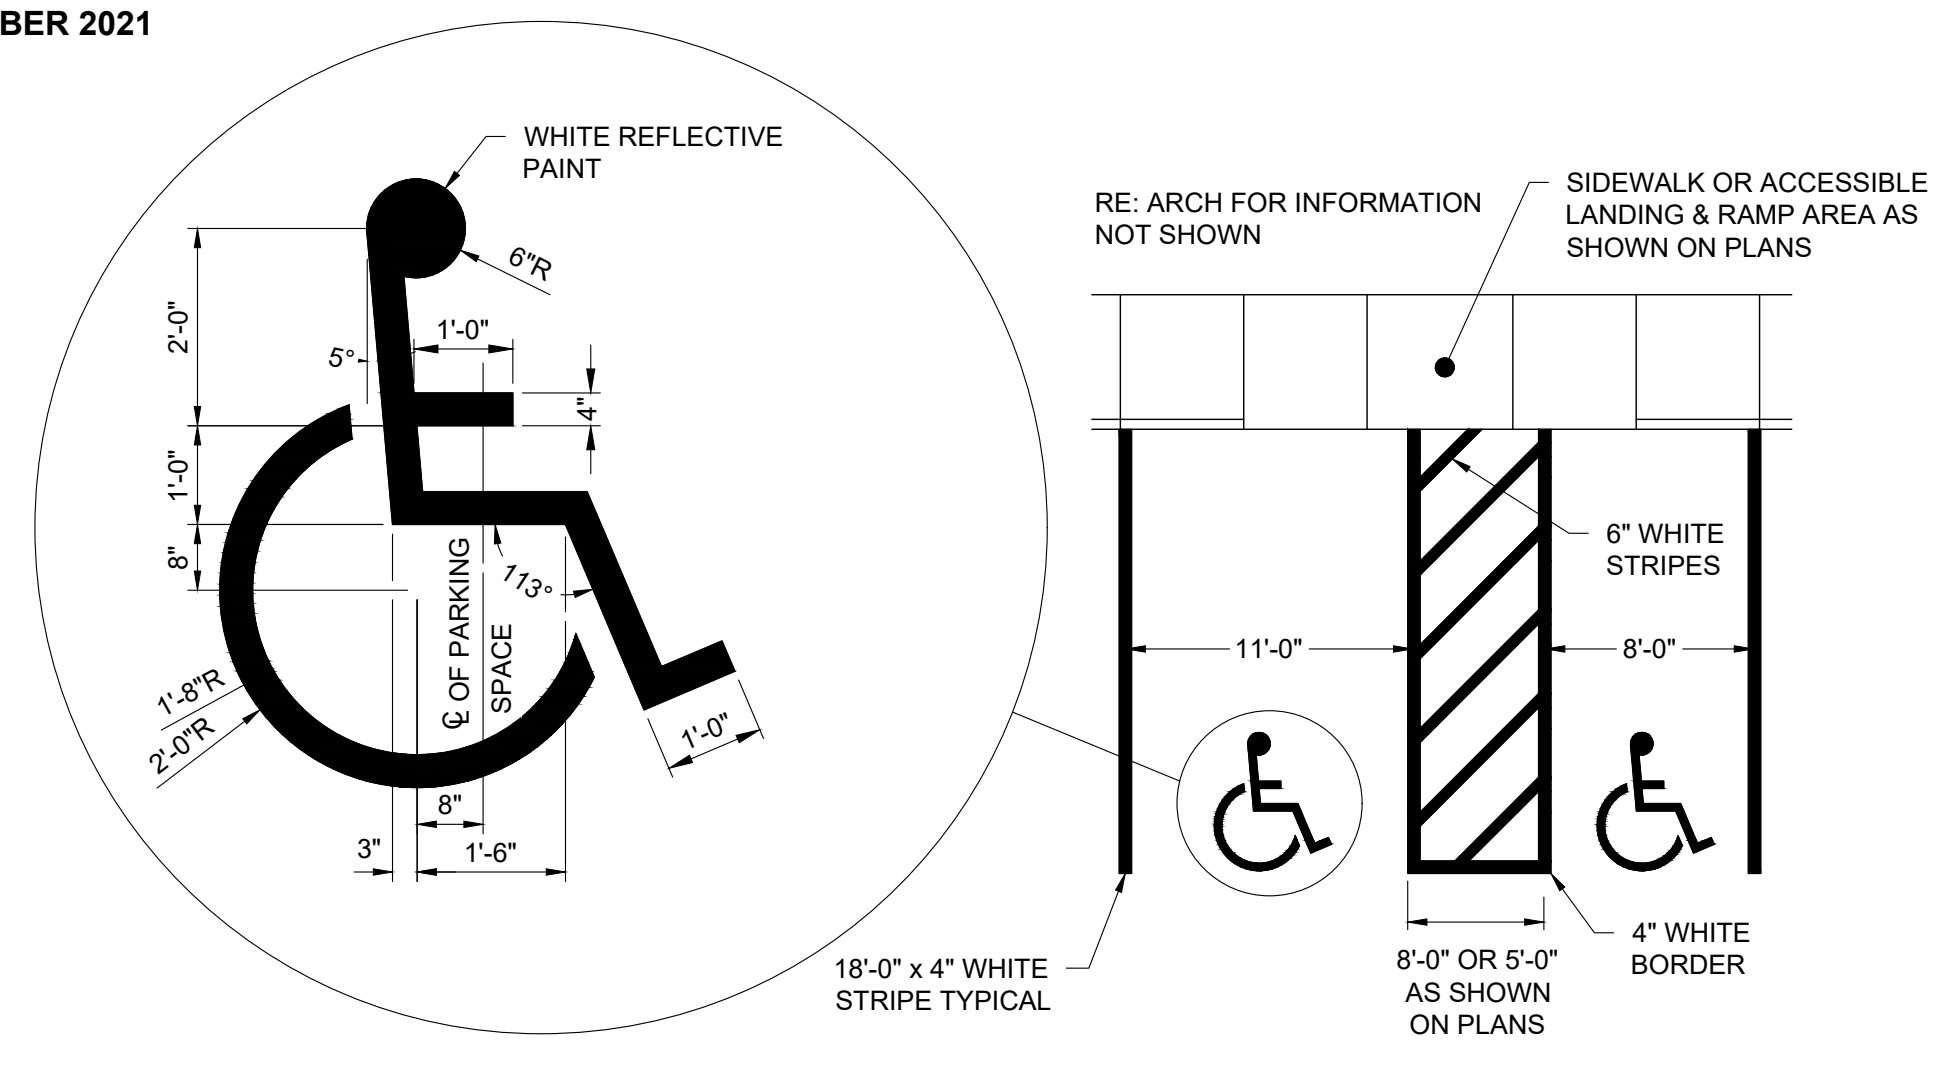 BER 2021
WHITE REFLECTIVE
PAINT
6"R
2'-0"
5°
1'-0"
4"
1'-0"
8"
113°
℄ OF PARKING
SPACE
1'-8"R
2'-0"R
1'-0"
8"
3"
1'-6"
RE: ARCH FOR INFORMATION
NOT SHOWN
SIDEWALK OR ACCESSIBLE
LANDING & RAMP AREA AS
SHOWN ON PLANS
6" WHITE
STRIPES
11'-0"
8'-0"
18'-0" x 4" WHITE
STRIPE TYPICAL
8'-0" OR 5'-0"
AS SHOWN
ON PLANS
4" WHITE
BORDER